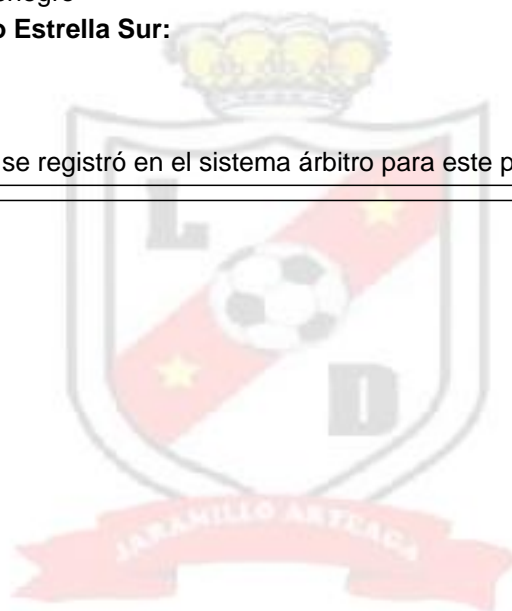 o Estrella Sur:
se registró en el sistema árbitro para este p
L
D
JARAMILLO ARTEAGA